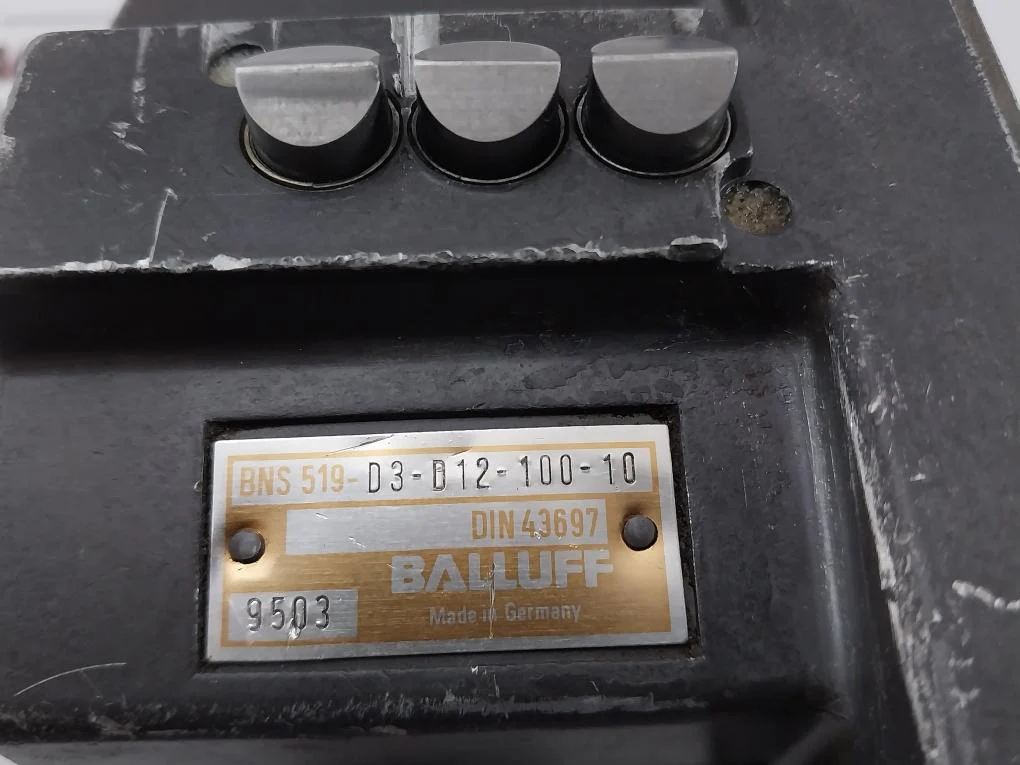 BNS 519-D3-D12-100-10
DIN 43697
BALLUFF
9503
Made in Germany